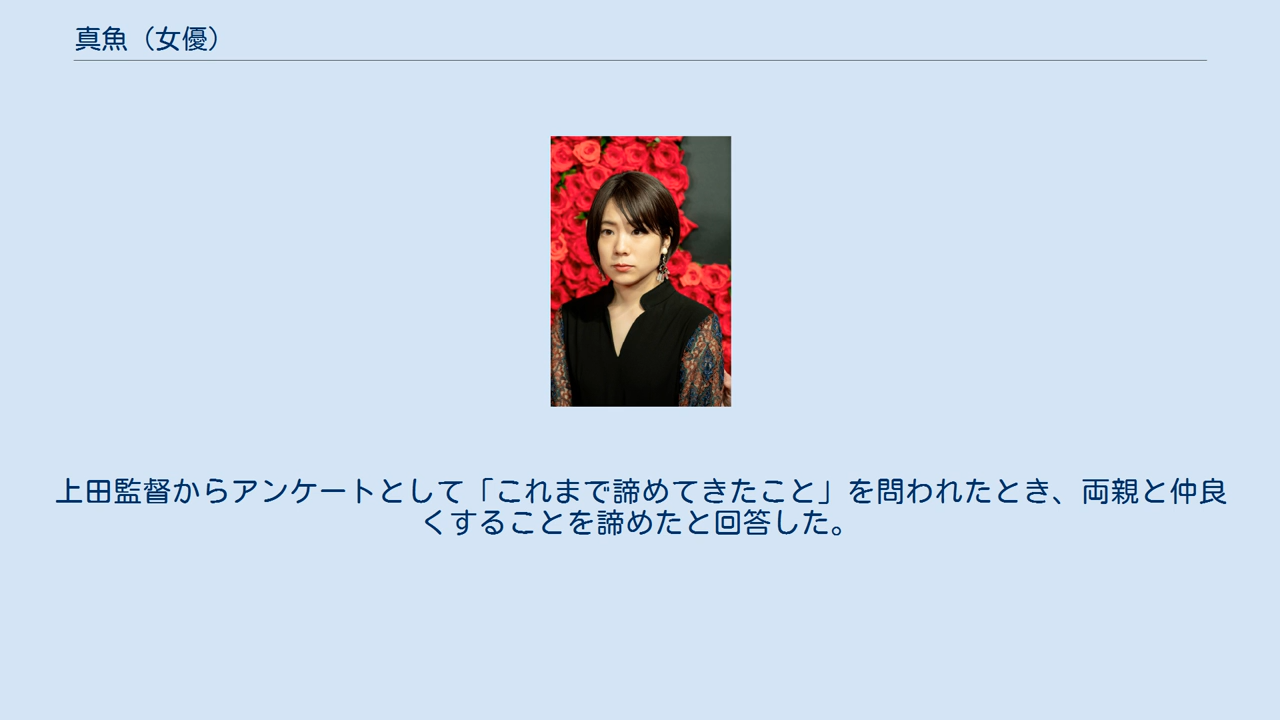 真魚（女優）
上田監督からアンケートとして「これまで諦めてきたこと」を問われたとき、両親と仲良
くすることを諦めたと回答した。